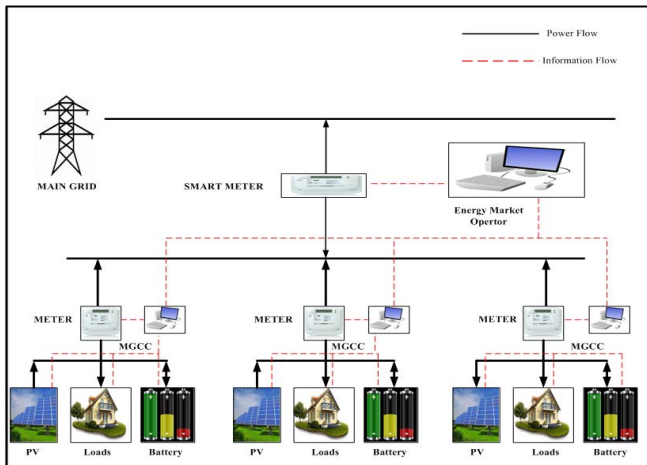 Power Flow
Information Flow
MAIN GRID
SMART METER
Energy Market
Opertor
METER
MGCC
METER
MGCC
METER
MGCC
PV
Loads
Battery
PV
Loads
Battery
PV
Loads
Battery